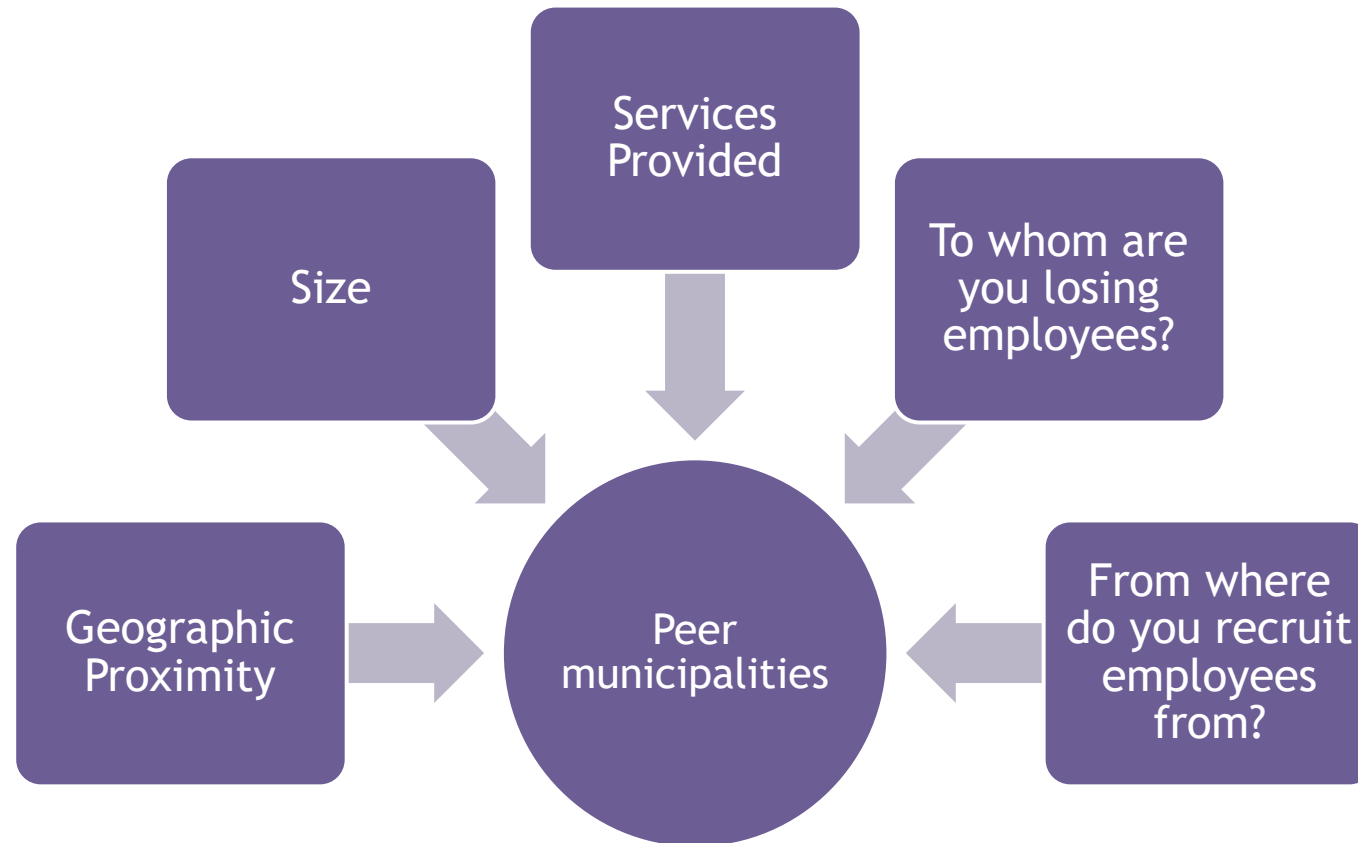 Services
Provided
Size
To whom are
you losing
employees?
Geographic
Proximity
Peer
municipalities
From where
do you recruit
employees
from?